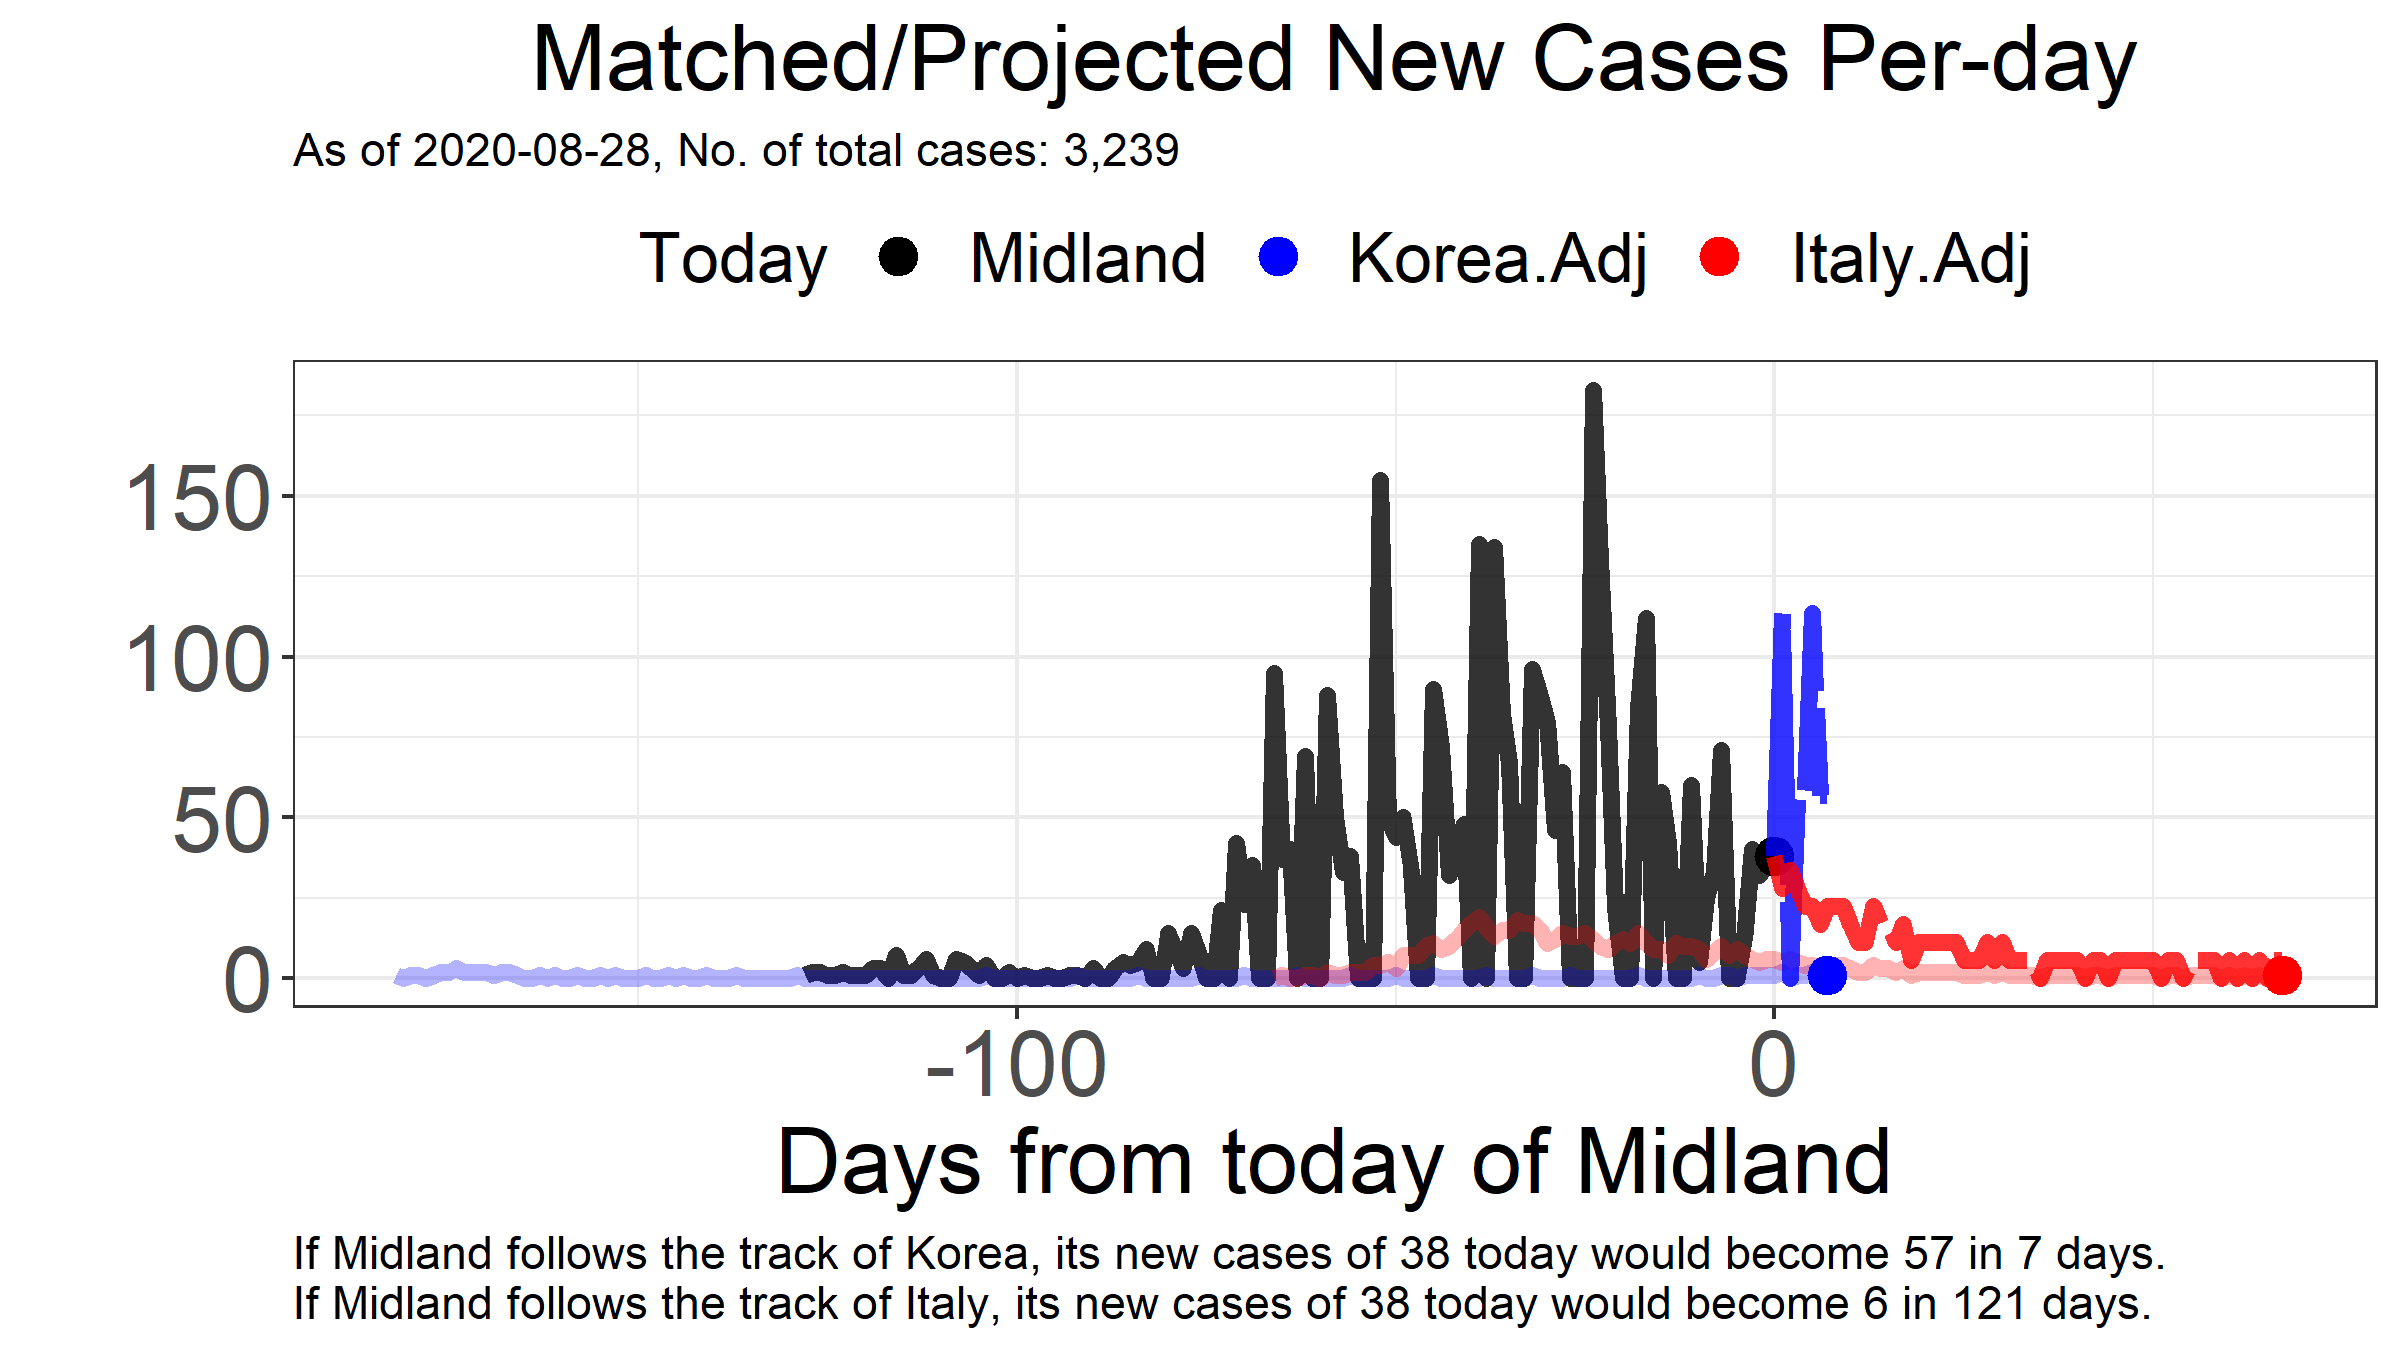 Matched/Projected New Cases Per-day
As of 2020-08-28, No. of total cases: 3,239
Today Midland Korea.Adj Italy.Adj
150
100
50
0
-100 0
Days from today of Midland
If Midland follows the track of Korea, its new cases of 38 today would become 57 in 7 days.
If Midland follows the track of Italy, its new cases of 38 today would become 6 in 121 days.